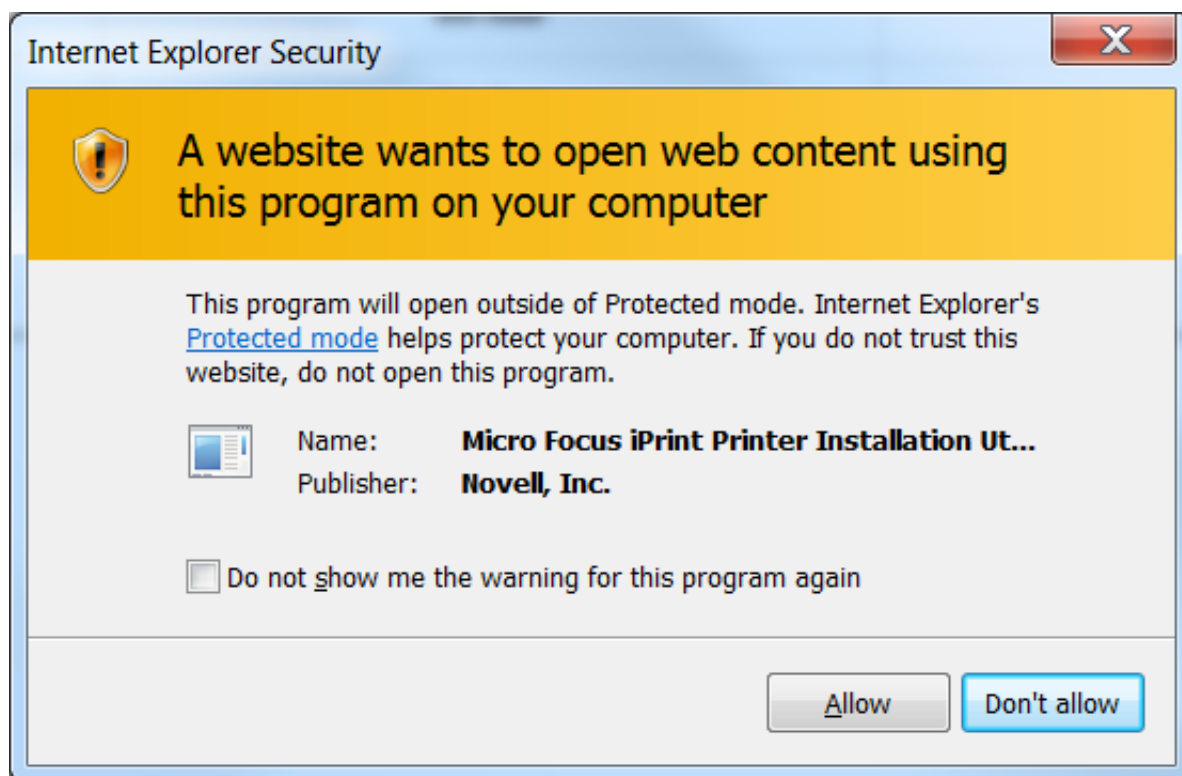 Internet Explorer Security
X
A website wants to open web content using
this program on your computer
This program will open outside of Protected mode. Internet Explorer's
Protected mode helps protect your computer. If you do not trust this
website, do not open this program.
Name: Micro Focus iPrint Printer Installation Ut...
Publisher: Novell, Inc.
Do not show me the warning for this program again
Allow Don't allow